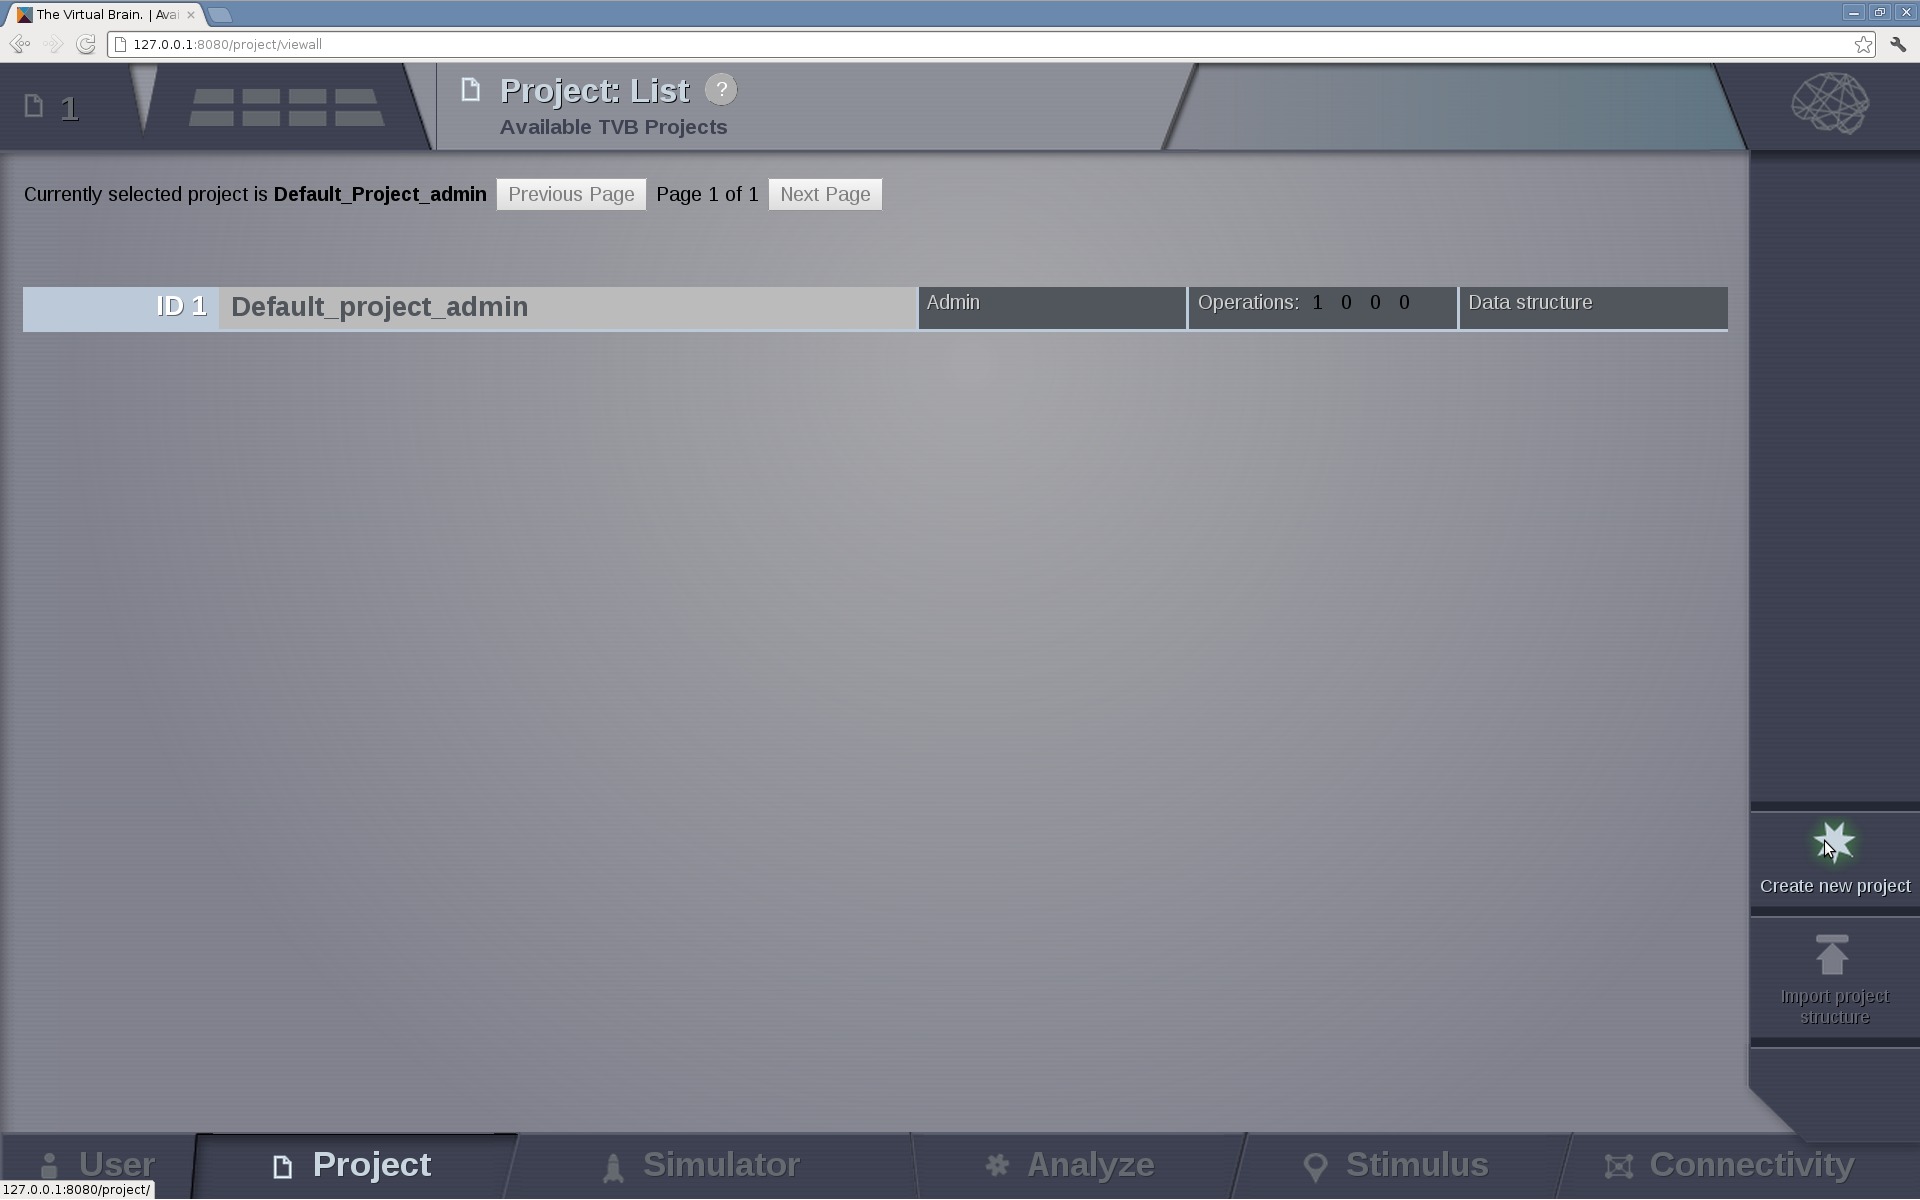 The Virtual Brain. | Avai
127.0.0.1:8080/project/viewall
1
Project: List ?
Available TVB Projects
Currently selected project is Default_Project_admin Previous Page Page 1 of 1 Next Page
ID 1 Default_project_admin Admin Operations: 1 0 0 0 Data structure
Create new project
Import project
structure
User Project Simulator Analyze Stimulus Connectivity
127.0.0.1:8080/project/